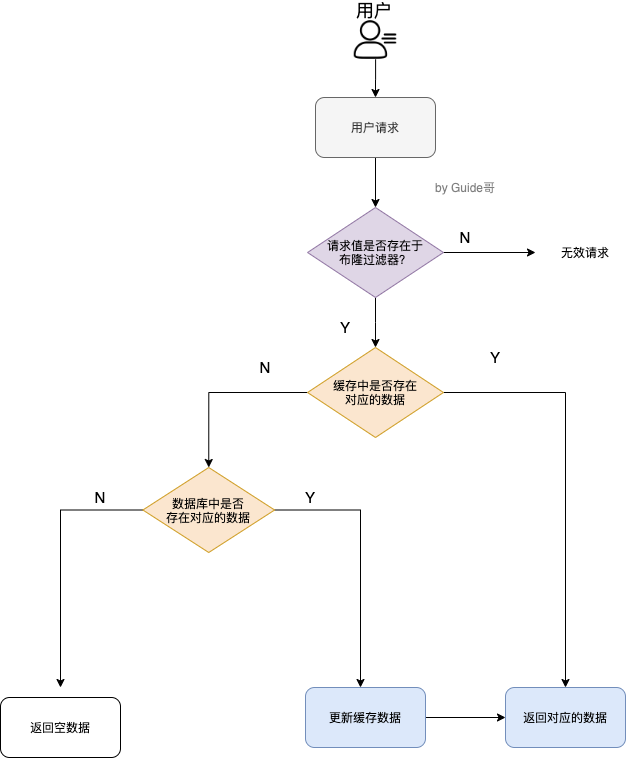 用户
用户请求
by Guide哥
请求值是否存在于
布隆过滤器?
N
无效请求
Y
缓存中是否存在
对应的数据
N
Y
数据库中是否
存在对应的数据
N
Y
返回空数据
更新缓存数据
返回对应的数据